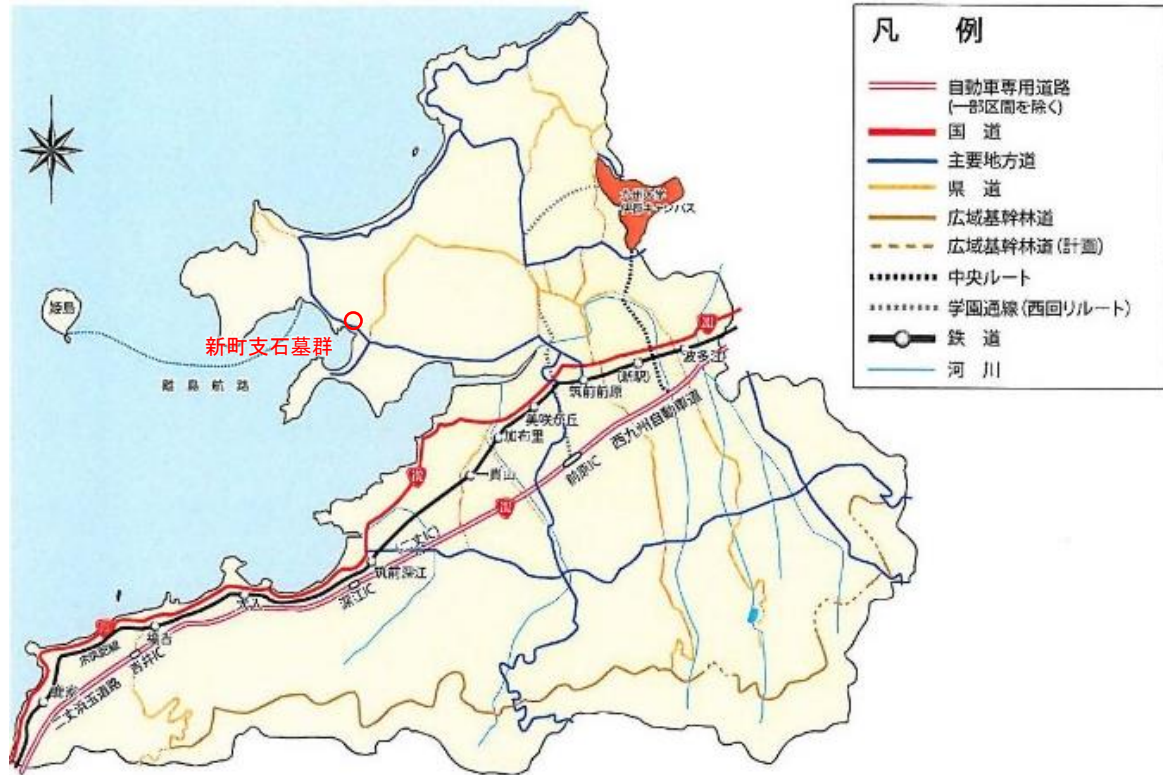 凡 例
自動車専用道路
(一部区間を除く)
国 道
主要地方道
県 道
広域基幹林道
広域基幹林道(計画)
中央ルート
学園通線(西回りルート)
鉄 道
河 川
九州大学
伊都キャンパス
姫島
新町支石墓群
離島航路
202
波多江
(新駅)
筑前前原
美咲が丘
加布里
一貴山
西九州自動車道
前原IC
202
202
(二丈IC)
筑前深江
深江IC
大入
福吉
吉井IC
鹿家
二丈浜玉道路